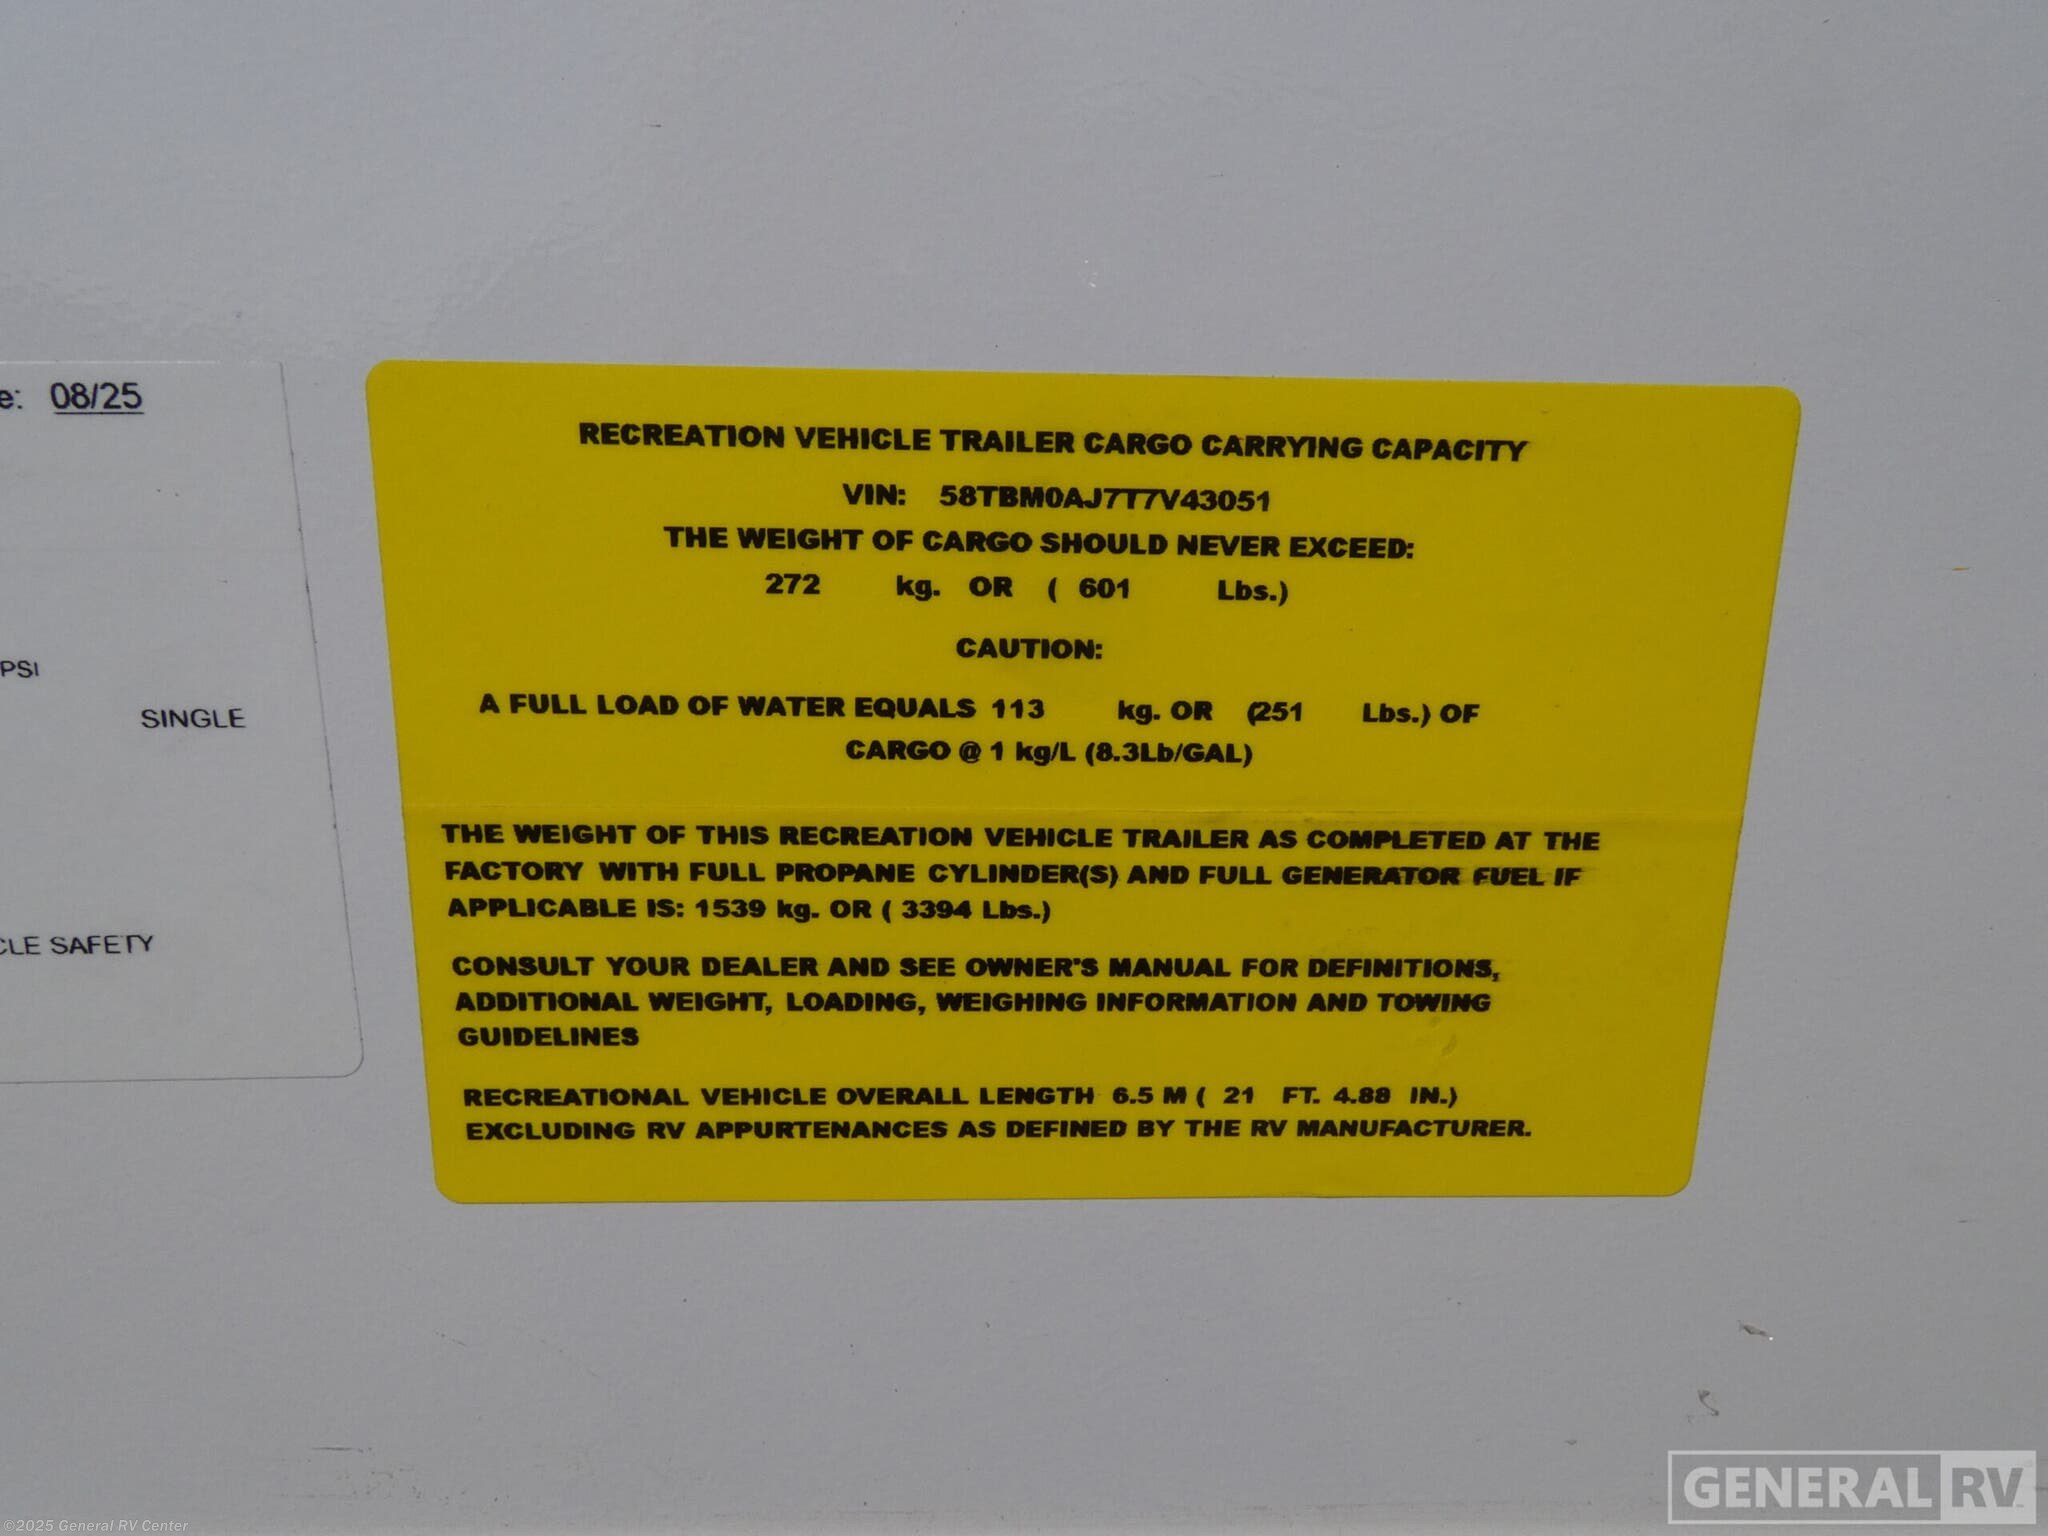 e: 08/25
PSI
SINGLE
CLE SAFETY
RECREATION VEHICLE TRAILER CARGO CARRYING CAPACITY
VIN: 58TBM0AJ7T7V43051
THE WEIGHT OF CARGO SHOULD NEVER EXCEED:
272 kg. OR ( 601 Lbs.)
CAUTION:
A FULL LOAD OF WATER EQUALS 113 kg. OR (251 Lbs.) OF
CARGO @ 1 kg/L (8.3Lb/GAL)
THE WEIGHT OF THIS RECREATION VEHICLE TRAILER AS COMPLETED AT THE
FACTORY WITH FULL PROPANE CYLINDER(S) AND FULL GENERATOR FUEL IF
APPLICABLE IS: 1539 kg. OR ( 3394 Lbs.)
CONSULT YOUR DEALER AND SEE OWNER'S MANUAL FOR DEFINITIONS,
ADDITIONAL WEIGHT, LOADING, WEIGHING INFORMATION AND TOWING
GUIDELINES
RECREATIONAL VEHICLE OVERALL LENGTH 6.5 M ( 21 FT. 4.88 IN.)
EXCLUDING RV APPURTENANCES AS DEFINED BY THE RV MANUFACTURER.
GENERAL RV
©2025 General RV Center